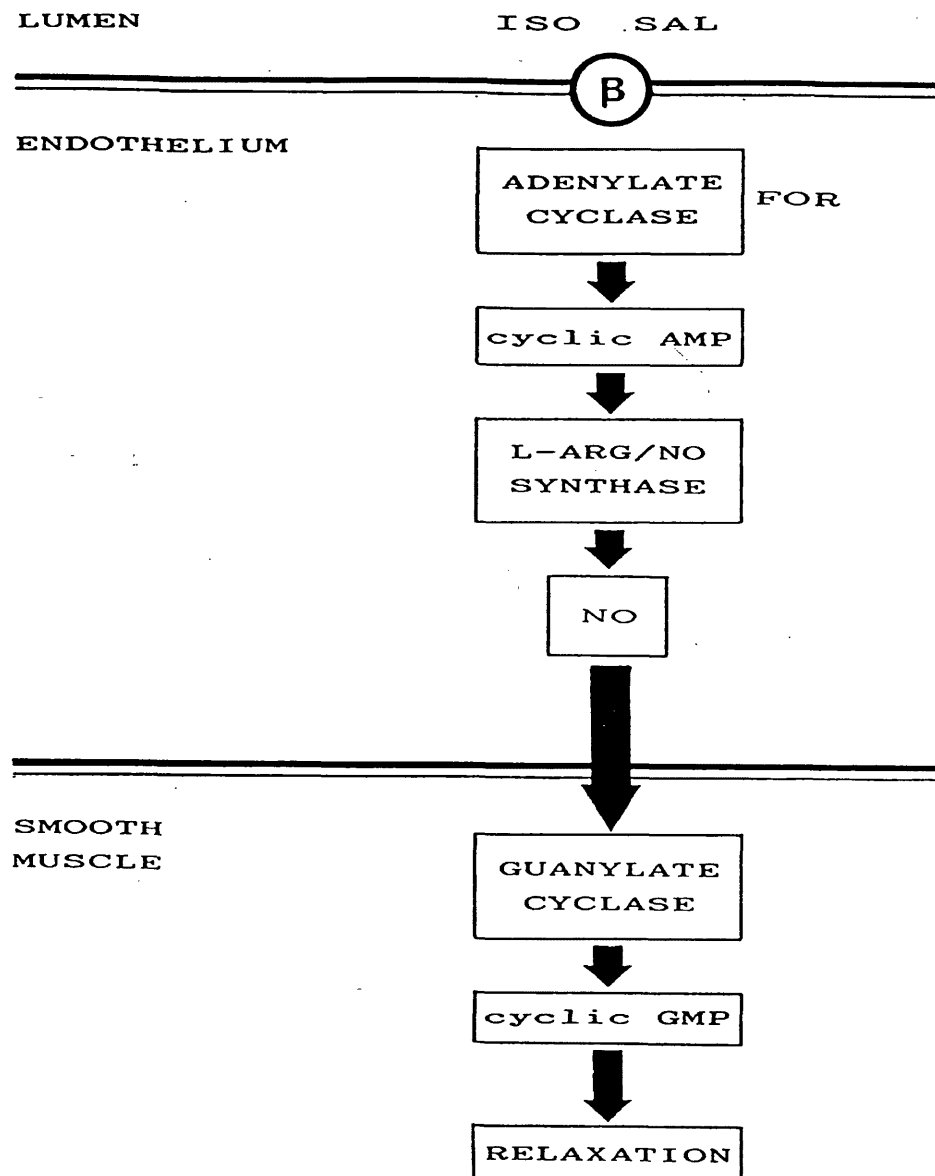 LUMEN
ISO SAL
β
ENDOTHELIUM
ADENYLATE
CYCLASE
FOR
cyclic AMP
L-ARG/NO
SYNTHASE
NO
SMOOTH
MUSCLE
GUANYLATE
CYCLASE
cyclic GMP
RELAXATION